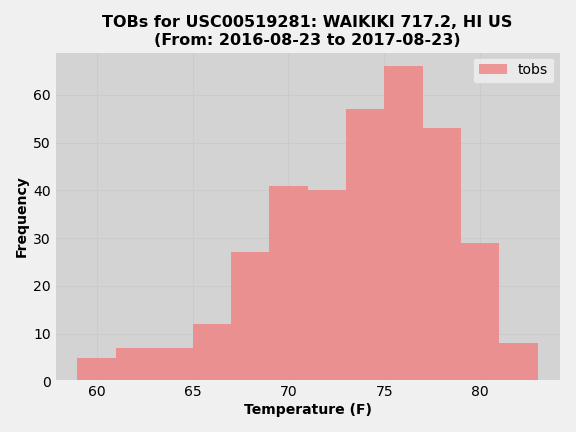 TOBs for USC00519281: WAIKIKI 717.2, HI US
(From: 2016-08-23 to 2017-08-23)
tobs
60
50
40
30
20
10
0
Frequency
60 65 70 75 80
Temperature (F)